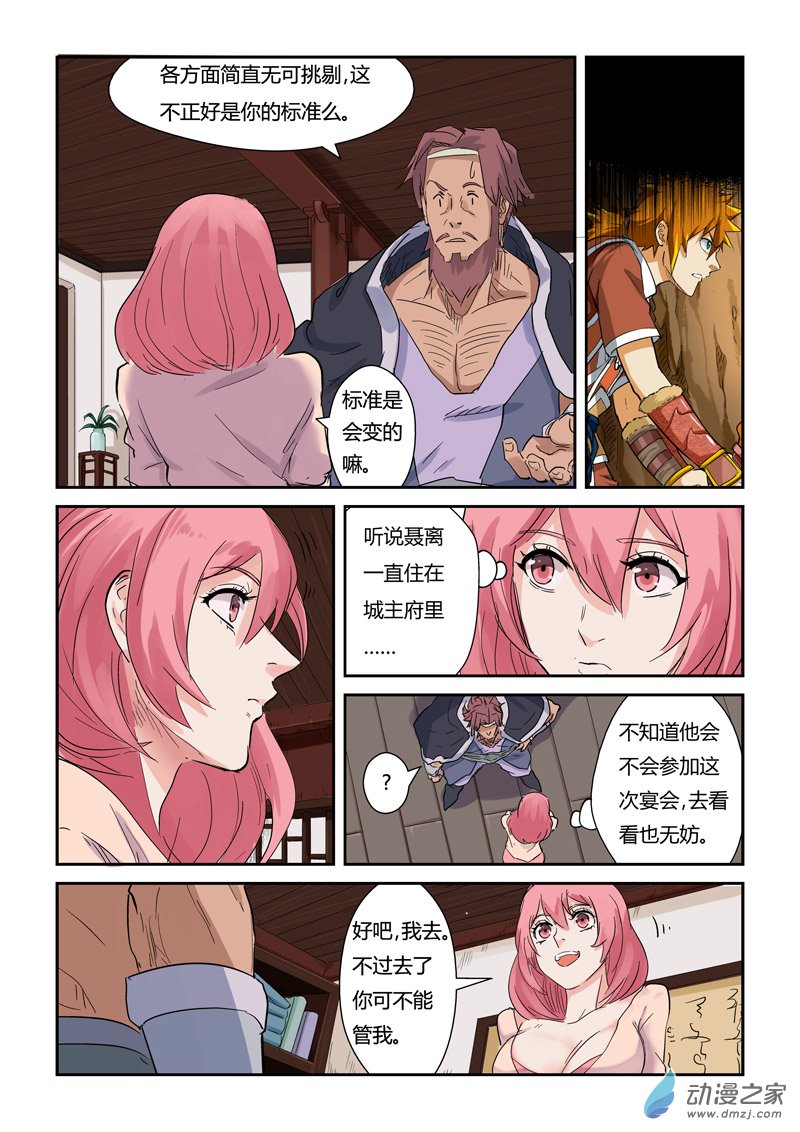 各方面简直无可挑剔，这
不正好是你的标准么。
标准是
会变的
嘛。
听说聂离
一直住在
城主府里
……
？
不知道他会
不会参加这
次宴会，去看
看也无妨。
好吧，我去。
不过去了
你可不能
管我。
动漫之家
www.dmzj.com